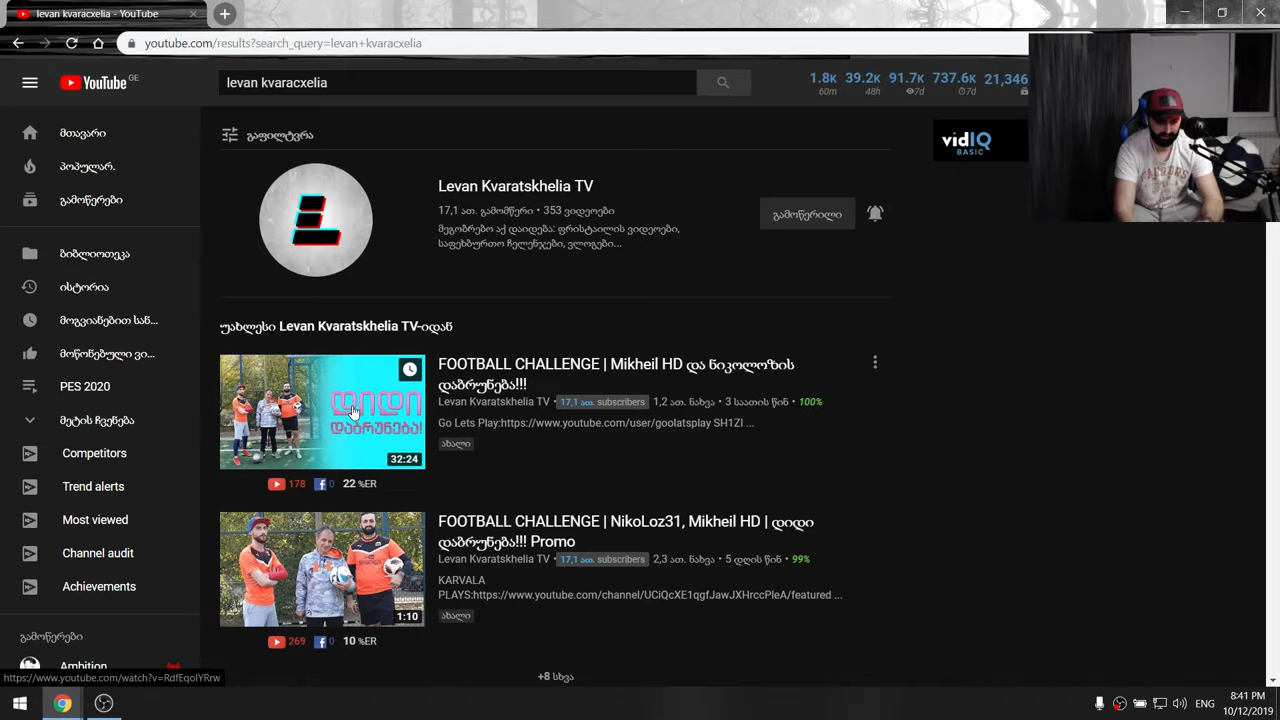 levan kvaracxelia - YouTube
youtube.com/results?search_query=levan+kvaracxelia
YouTube GE
levan kvaracxelia
1.8K 39.2K 91.7K 737.6K 21,346
60m 48h 7d 7d
მთავარი
პოპულარ.
გამოწერები
ბიბლიოთეკა
ისტორია
მოგვიანებით სან...
მოწონებული ვი...
PES 2020
მეტის ჩვენება
Competitors
Trend alerts
Most viewed
Channel audit
Achievements
გამოწერები
Ambition
გაფილტვრა
Levan Kvaratskhelia TV
17,1 ათ. გამომწერი • 353 ვიდეოები
მეგობრებო აქ დაიდება: ფრისტაილის ვიდეოები,
საფეხბურთო ჩელენჯები, ვლოგები...
გამოწერილი
vidIQ
BASIC
უახლესი Levan Kvaratskhelia TV-იდან
დიდი
დაბრუნება!
32:24
FOOTBALL CHALLENGE | Mikheil HD და ნიკოლოზის
დაბრუნება!!!
Levan Kvaratskhelia TV • 17,1 ათ. subscribers • 1,2 ათ. ნახვა • 3 საათის წინ • 100%
Go Lets Play:https://www.youtube.com/user/goolatsplay SH1ZI ...
ახალი
178 0 22 %ER
1:10
FOOTBALL CHALLENGE | NikoLoz31, Mikheil HD | დიდი
დაბრუნება!!! Promo
Levan Kvaratskhelia TV • 17,1 ათ. subscribers • 2,3 ათ. ნახვა • 5 დღის წინ • 99%
KARVALA
PLAYS:https://www.youtube.com/channel/UCiQcXE1qgfJawJXHrccPleA/featured ...
ახალი
269 0 10 %ER
+8 სხვა
https://www.youtube.com/watch?v=RdfEqolYRrw
ENG
8:41 PM
10/12/2019